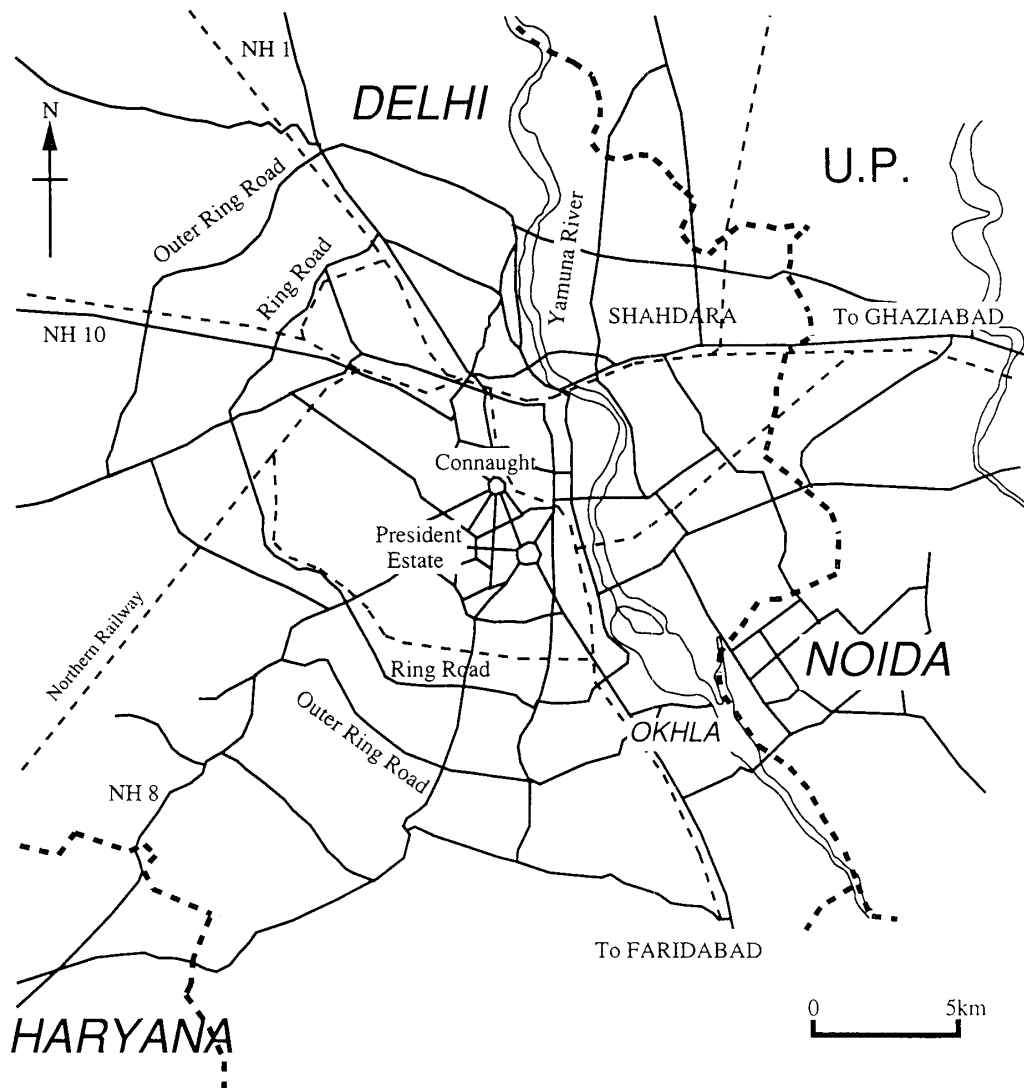 NH 1
DELHI
N
U.P.
Outer Ring Road
Ring Road
Yamuna River
SHAHDARA
To GHAZIABAD
NH 10
Connaught
President
Estate
Northern Railway
Ring Road
NOIDA
Outer Ring Road
OKHLA
NH 8
To FARIDABAD
0 5km
HARYANA